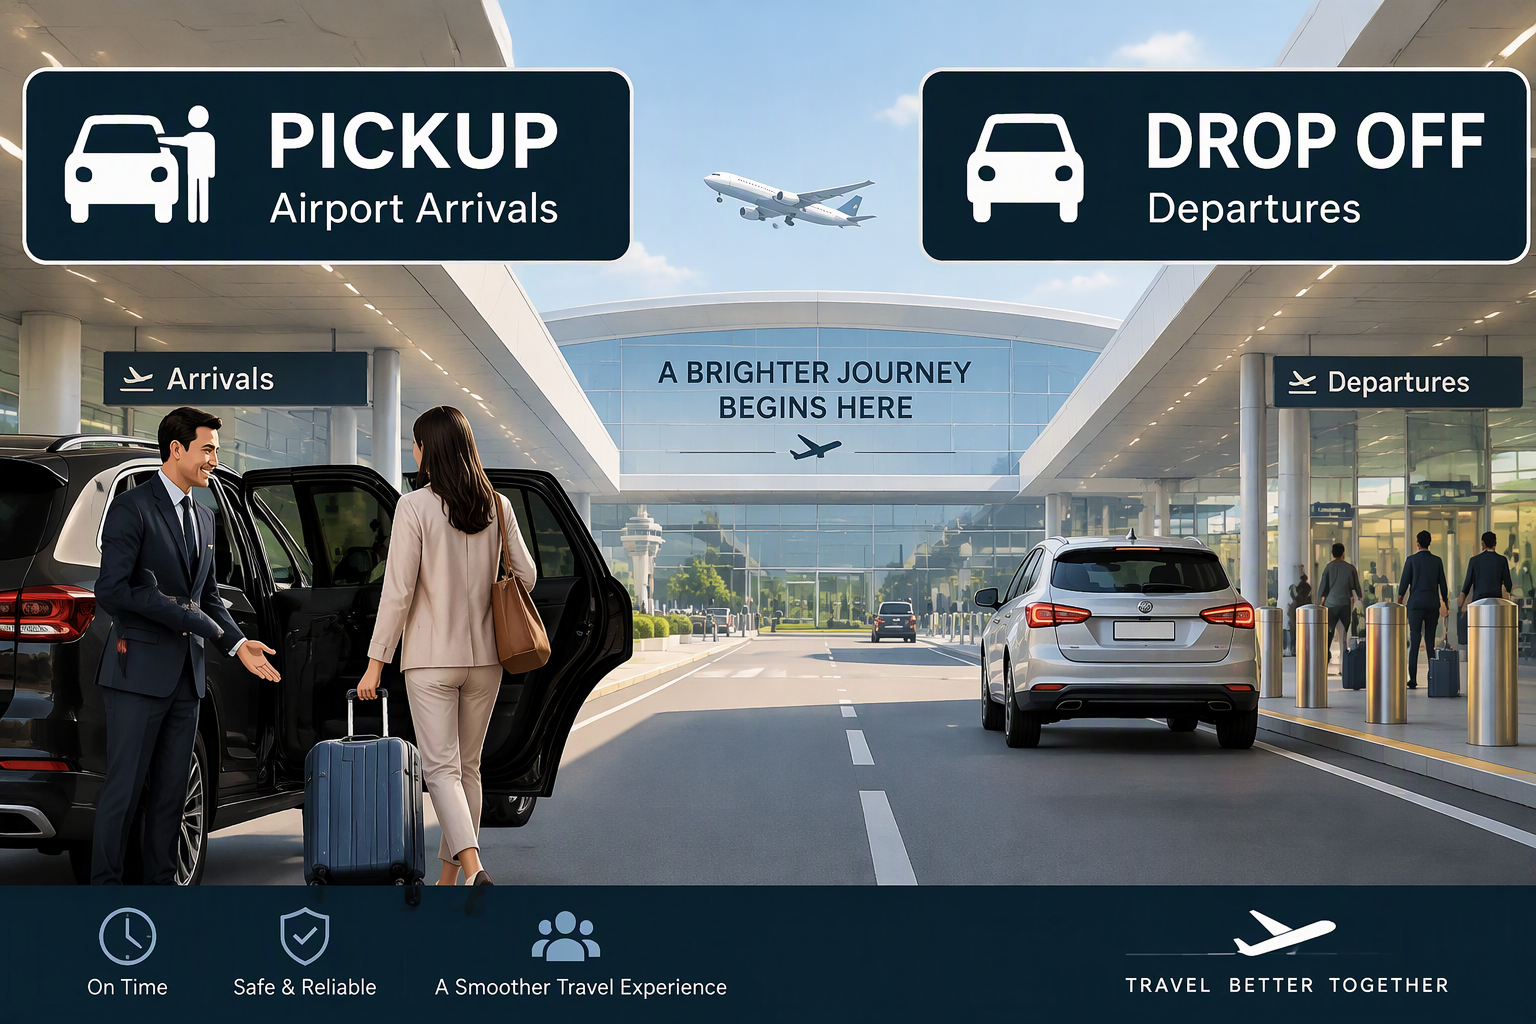 PICKUP
Airport Arrivals
DROP OFF
Departures
Arrivals
A BRIGHTER JOURNEY
BEGINS HERE
Departures
On Time
Safe & Reliable
A Smoother Travel Experience
TRAVEL BETTER TOGETHER